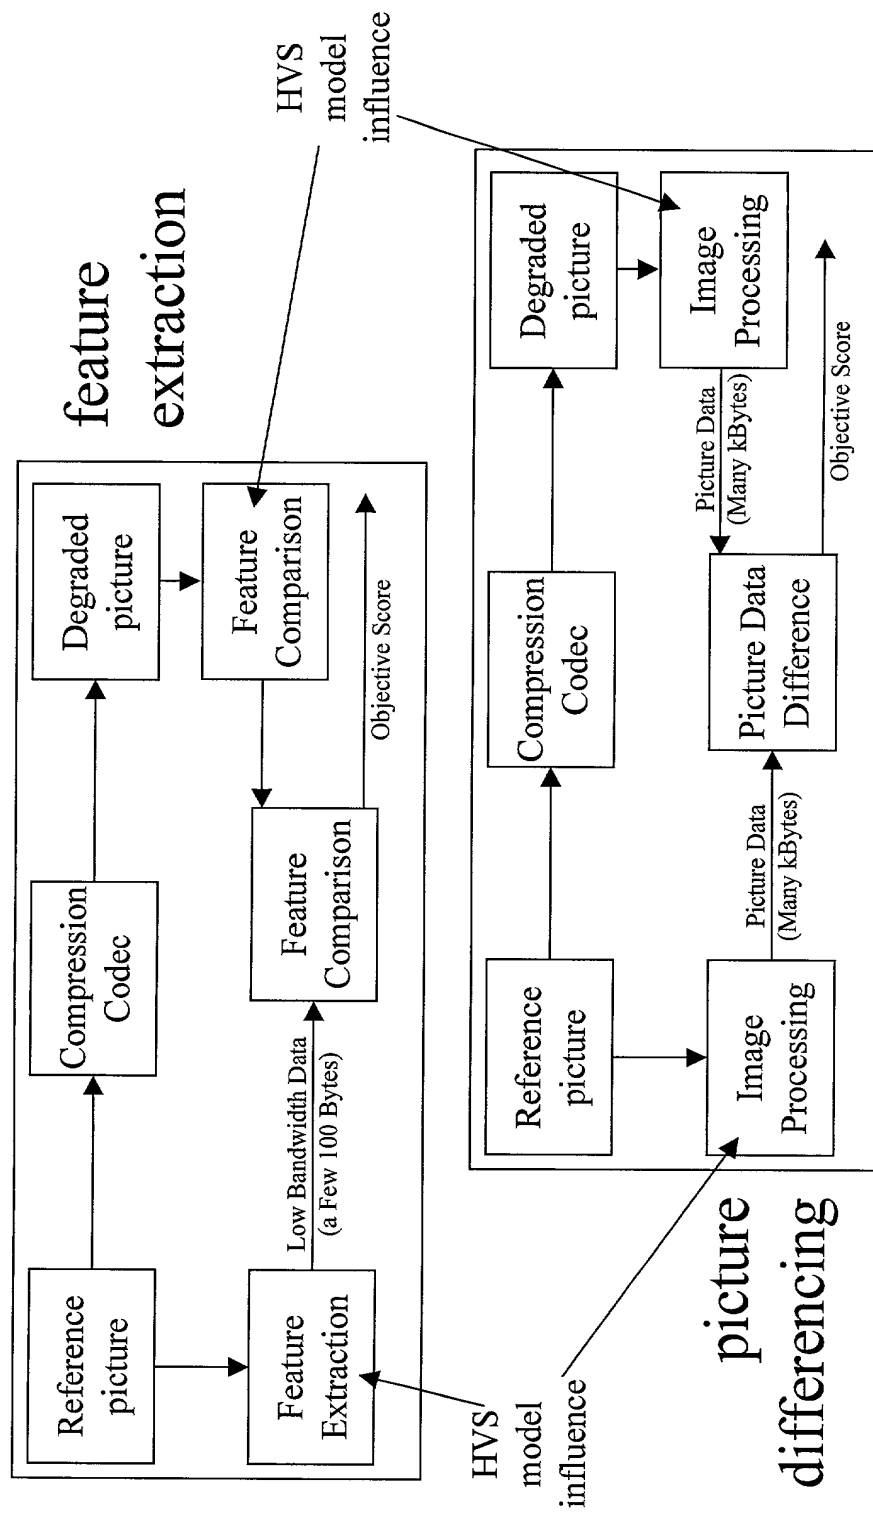 feature
extraction
Reference
picture
Compression
Codec
Degraded
picture
Feature
Extraction
Low Bandwidth Data
(a Few 100 Bytes)
Feature
Comparison
Feature
Comparison
Objective Score
HVS
model
influence
HVS
model
influence
picture
differencing
Reference
picture
Compression
Codec
Degraded
picture
Image
Processing
Picture Data
(Many kBytes)
Picture Data
Difference
Picture Data
(Many kBytes)
Image
Processing
Objective Score